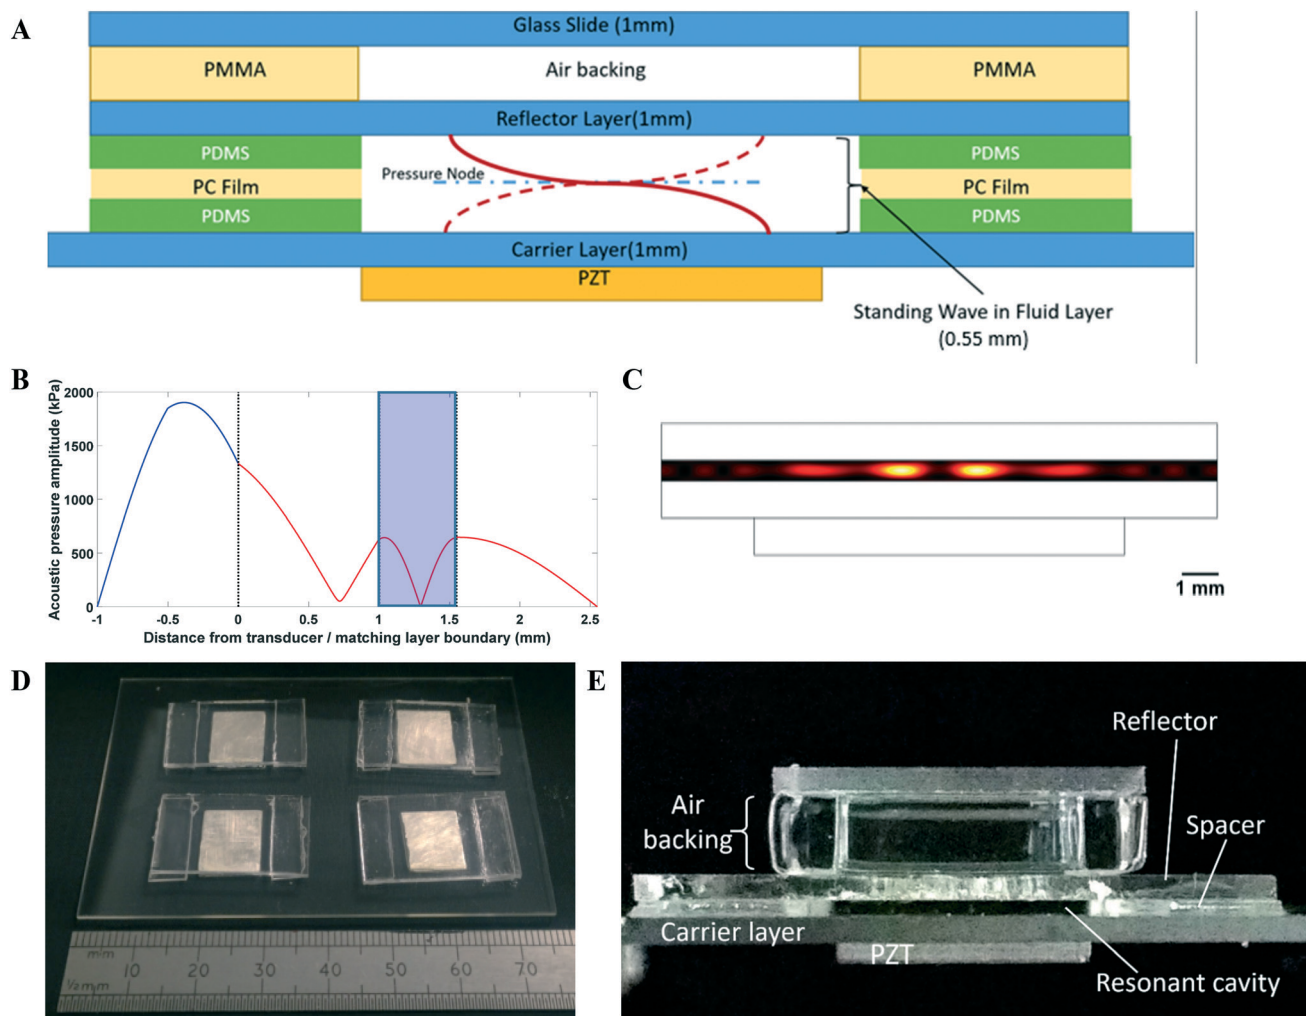 A
Glass Slide (1mm)
PMMA
Air backing
PMMA
Reflector Layer(1mm)
PDMS
PC Film
PDMS
Pressure Node
PDMS
PC Film
PDMS
Carrier Layer(1mm)
PZT
Standing Wave in Fluid Layer
(0.55 mm)
B
Acoustic pressure amplitude (kPa)
2000
1500
1000
500
0
-1 -0.5 0 0.5 1 1.5 2 2.5
Distance from transducer / matching layer boundary (mm)
C
1 mm
D
m/m 10 20 30 40 50 60 70
½ m/m
E
Reflector
Air
backing
Spacer
Carrier layer
PZT
Resonant cavity